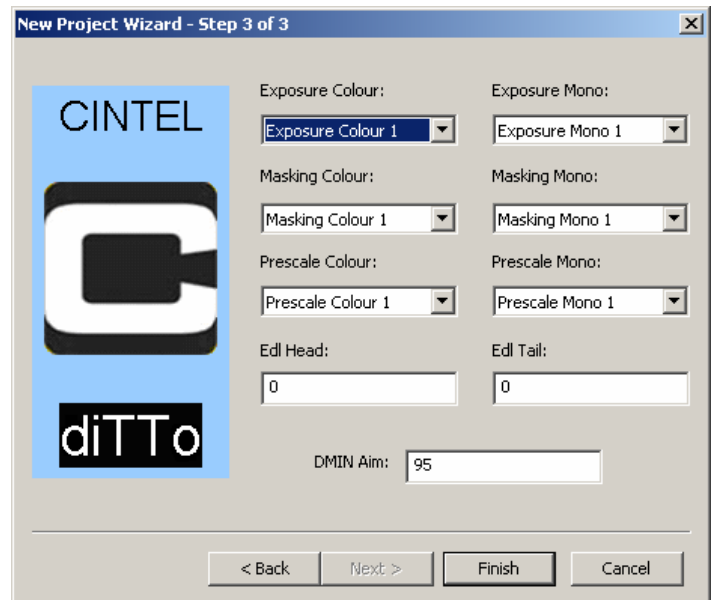 New Project Wizard - Step 3 of 3
CINTEL
diTTo
Exposure Colour: Exposure Mono:
Exposure Colour 1 Exposure Mono 1
Masking Colour: Masking Mono:
Masking Colour 1 Masking Mono 1
Prescale Colour: Prescale Mono:
Prescale Colour 1 Prescale Mono 1
Edl Head: Edl Tail:
0 0
DMIN Aim: 95
< Back Next > Finish Cancel